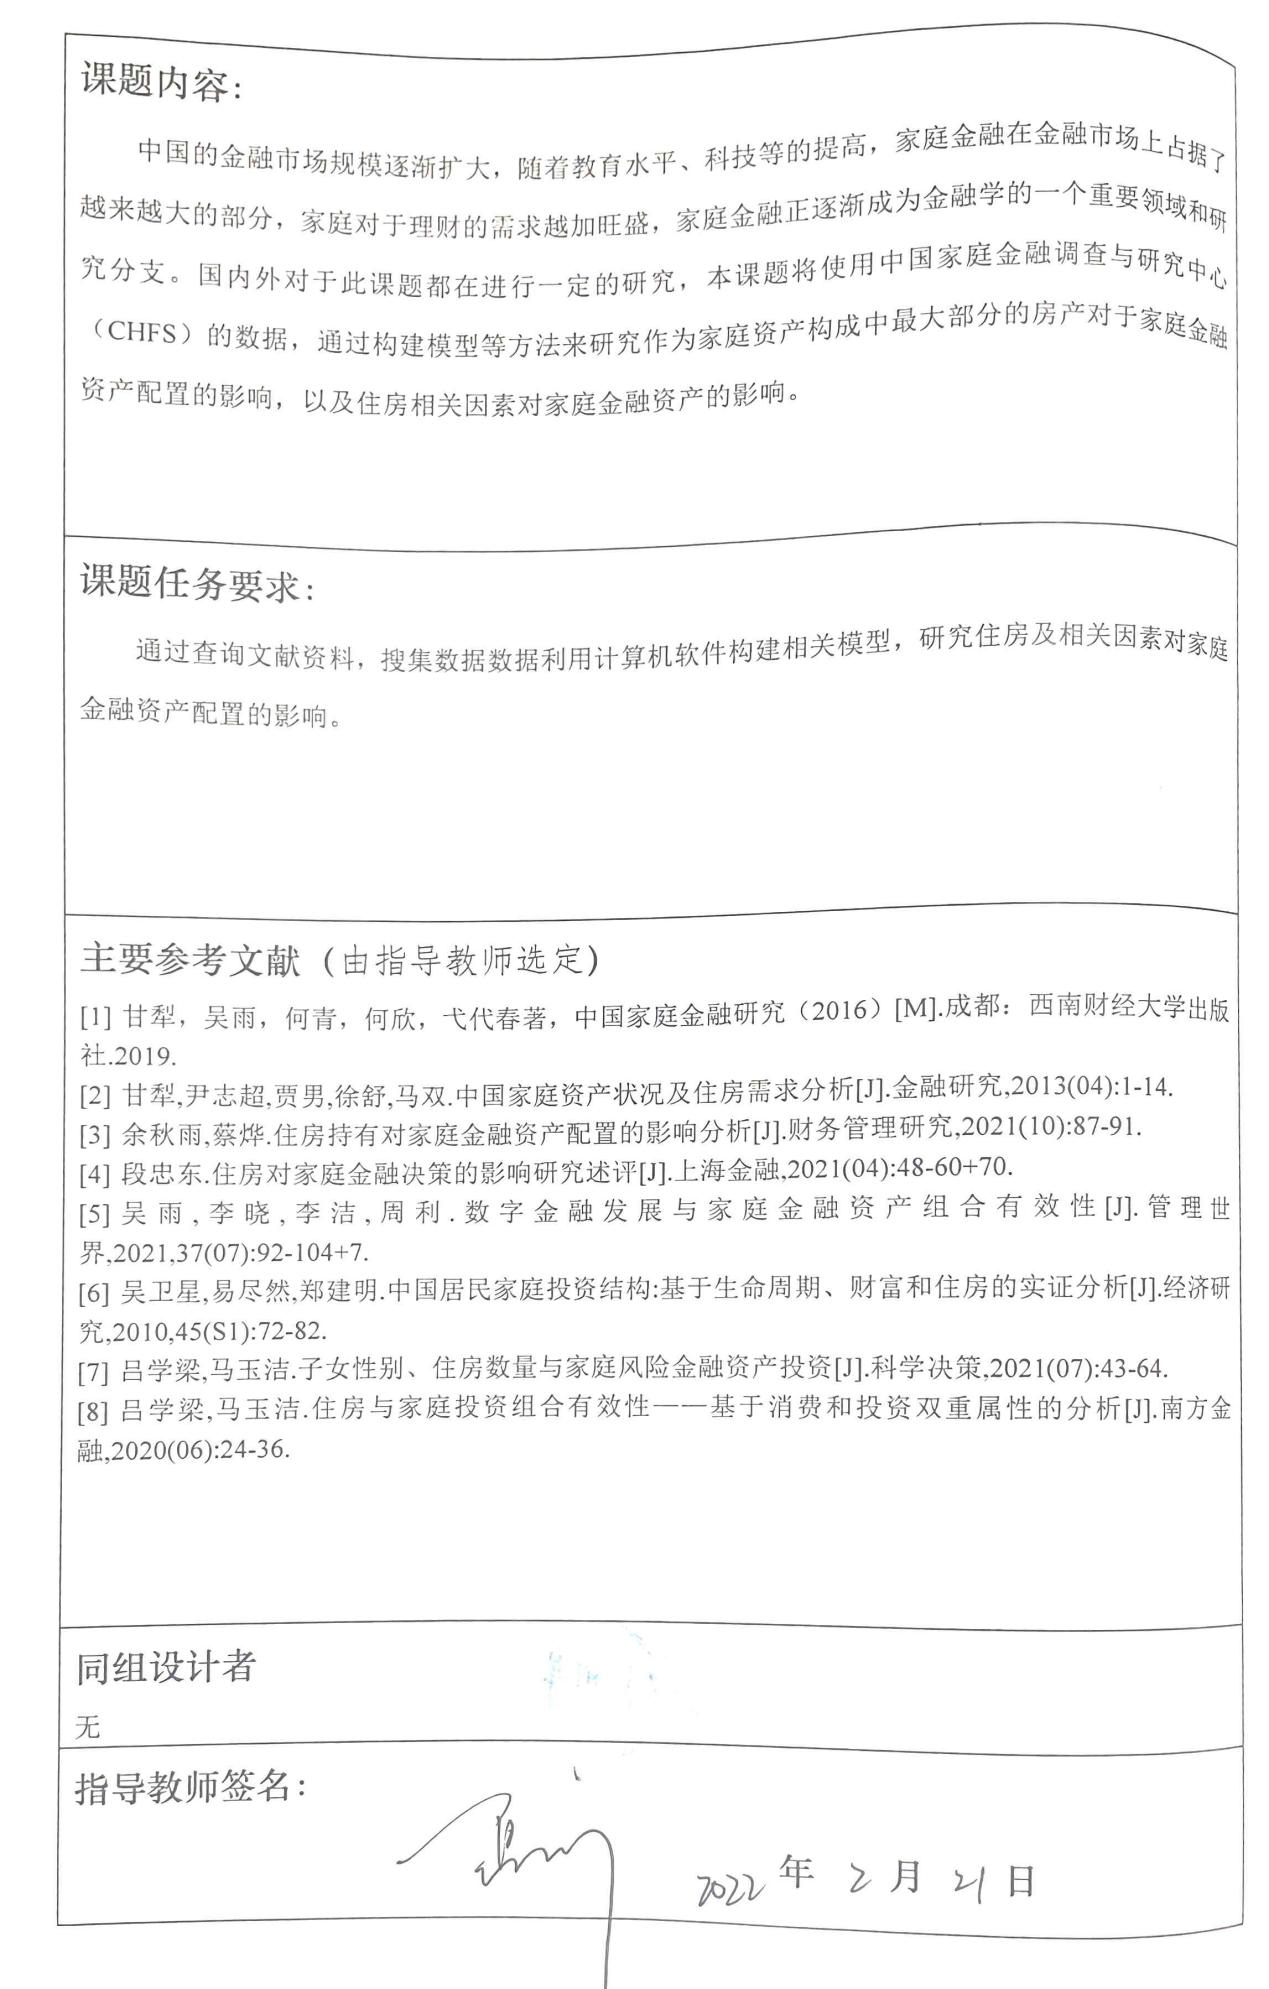 课题内容：
中国的金融市场规模逐渐扩大，随着教育水平、科技等的提高，家庭金融在金融市场上占据了
越来越大的部分，家庭对于理财的需求越加旺盛，家庭金融正逐渐成为金融学的一个重要领域和研
究分支。国内外对于此课题都在进行一定的研究，本课题将使用中国家庭金融调查与研究中心
（CHFS）的数据，通过构建模型等方法来研究作为家庭资产构成中最大部分的房产对于家庭金融
资产配置的影响，以及住房相关因素对家庭金融资产的影响。
课题任务要求：
通过查询文献资料，搜集数据数据利用计算机软件构建相关模型，研究住房及相关因素对家庭
金融资产配置的影响。
主要参考文献（由指导教师选定）
[1] 甘犁，吴雨，何青，何欣，弋代春著，中国家庭金融研究（2016）[M].成都：西南财经大学出版
社.2019.
[2] 甘犁,尹志超,贾男,徐舒,马双.中国家庭资产状况及住房需求分析[J].金融研究,2013(04):1-14.
[3] 余秋雨,蔡烨.住房持有对家庭金融资产配置的影响分析[J].财务管理研究,2021(10):87-91.
[4] 段忠东.住房对家庭金融决策的影响研究述评[J].上海金融,2021(04):48-60+70.
[5] 吴雨,李晓,李洁,周利.数字金融发展与家庭金融资产组合有效性[J].管理世
界,2021,37(07):92-104+7.
[6] 吴卫星,易尽然,郑建明.中国居民家庭投资结构:基于生命周期、财富和住房的实证分析[J].经济研
究,2010,45(S1):72-82.
[7] 吕学梁,马玉洁.子女性别、住房数量与家庭风险金融资产投资[J].科学决策,2021(07):43-64.
[8] 吕学梁,马玉洁.住房与家庭投资组合有效性——基于消费和投资双重属性的分析[J].南方金
融,2020(06):24-36.
同组设计者
无
指导教师签名：
2022 年 2 月 21 日